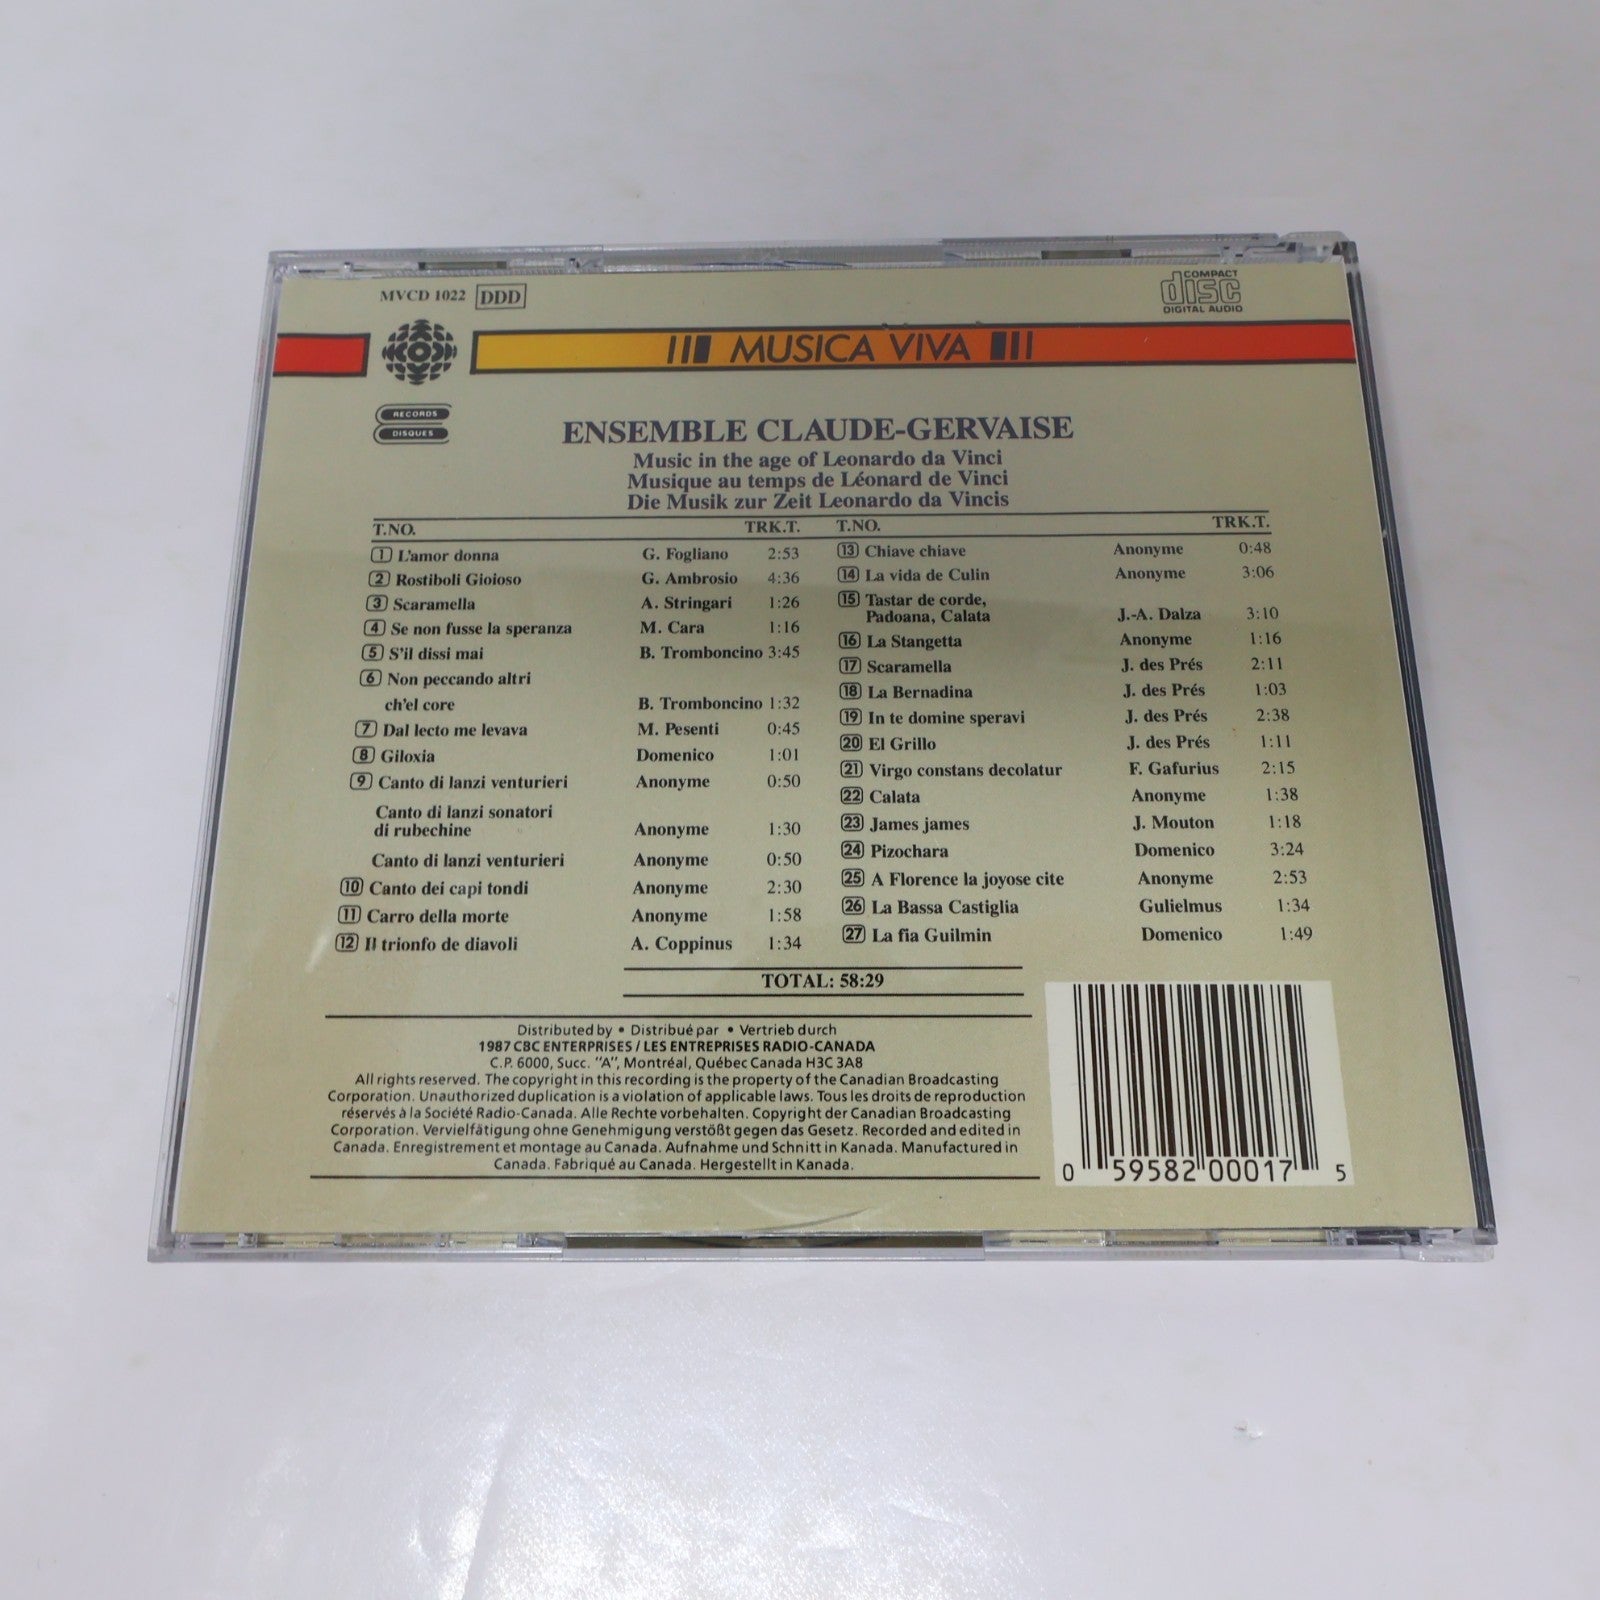 MVCD 1022 DDD
COMPACT
disc
DIGITAL AUDIO
MUSICA VIVA
RECORDS
DISQUES
ENSEMBLE CLAUDE-GERVAISE
Music in the age of Leonardo da Vinci
Musique au temps de Léonard de Vinci
Die Musik zur Zeit Leonardo da Vincis
T.NO. TRK.T.
1 L'amor donna G. Fogliano 2:53
2 Rostiboli Gioioso G. Ambrosio 4:36
3 Scaramella A. Stringari 1:26
4 Se non fusse la speranza M. Cara 1:16
5 S'il dissi mai B. Tromboncino 3:45
6 Non peccando altri
ch'el core B. Tromboncino 1:32
7 Dal lecto me levava M. Pesenti 0:45
8 Giloxia Domenico 1:01
9 Canto di lanzi venturieri Anonyme 0:50
Canto di lanzi sonatori
di rubechine Anonyme 1:30
Canto di lanzi venturieri Anonyme 0:50
10 Canto dei capi tondi Anonyme 2:30
11 Carro della morte Anonyme 1:58
12 Il trionfo de diavoli A. Coppinus 1:34
T.NO. TRK.T.
13 Chiave chiave Anonyme 0:48
14 La vida de Culin Anonyme 3:06
15 Tastar de corde,
Padoana, Calata J.-A. Dalza 3:10
16 La Stangetta Anonyme 1:16
17 Scaramella J. des Prés 2:11
18 La Bernadina J. des Prés 1:03
19 In te domine speravi J. des Prés 2:38
20 El Grillo J. des Prés 1:11
21 Virgo constans decolatur F. Gafurius 2:15
22 Calata Anonyme 1:38
23 James james J. Mouton 1:18
24 Pizochara Domenico 3:24
25 A Florence la joyose cite Anonyme 2:53
26 La Bassa Castiglia Gulielmus 1:34
27 La fia Guilmin Domenico 1:49
TOTAL: 58:29
Distributed by • Distribué par • Vertrieb durch
1987 CBC ENTERPRISES / LES ENTREPRISES RADIO-CANADA
C.P. 6000, Succ. "A", Montréal, Québec Canada H3C 3A8
All rights reserved. The copyright in this recording is the property of the Canadian Broadcasting
Corporation. Unauthorized duplication is a violation of applicable laws. Tous les droits de reproduction
réservés à la Société Radio-Canada. Alle Rechte vorbehalten. Copyright der Canadian Broadcasting
Corporation. Vervielfätigung ohne Genehmigung verstößt gegen das Gesetz. Recorded and edited in
Canada. Enregistrement et montage au Canada. Aufnahme und Schnitt in Kanada. Manufactured in
Canada. Fabriqué au Canada. Hergestellt in Kanada.
0 59582 00017 5